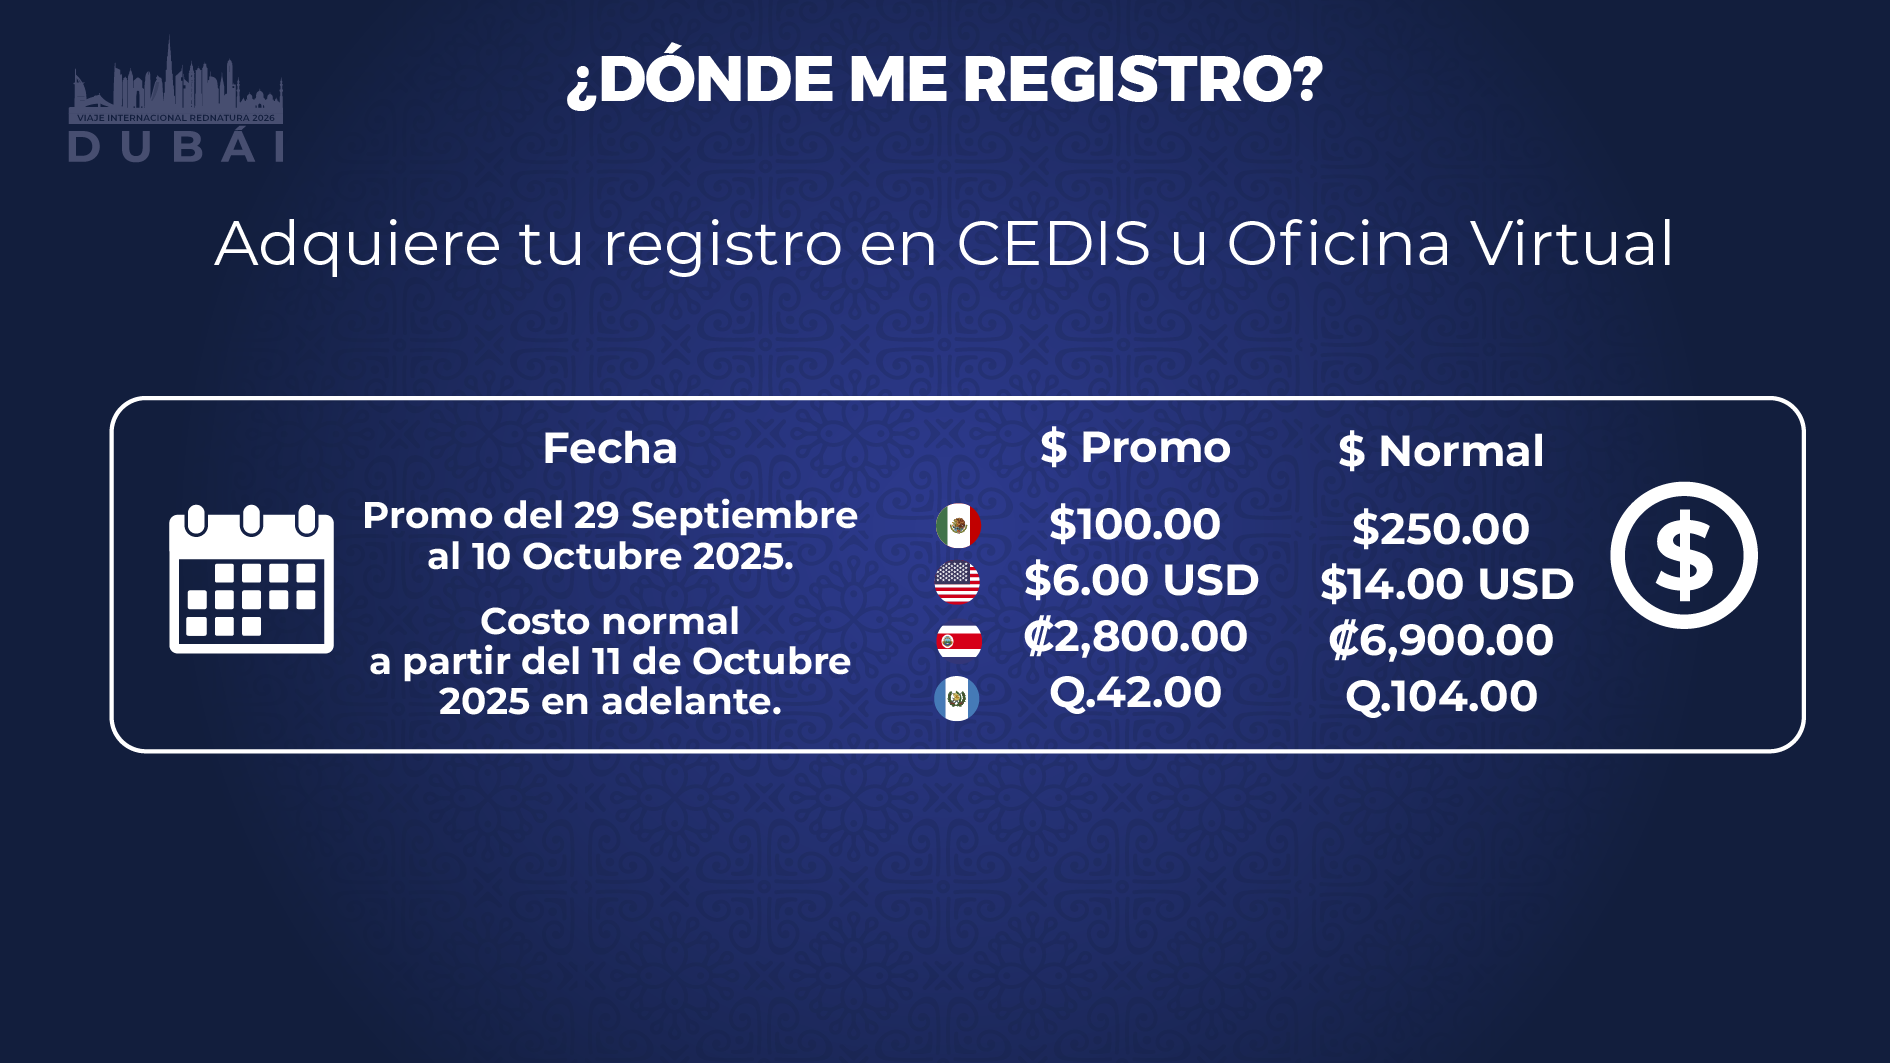 VIAJE INTERNACIONAL REDNATURA 2026
DUBÁI
¿DÓNDE ME REGISTRO?
Adquiere tu registro en CEDIS u Oficina Virtual
Fecha
Promo del 29 Septiembre
al 10 Octubre 2025.
Costo normal
a partir del 11 de Octubre
2025 en adelante.
$ Promo
$100.00
$6.00 USD
₡2,800.00
Q.42.00
$ Normal
$250.00
$14.00 USD
₡6,900.00
Q.104.00
$